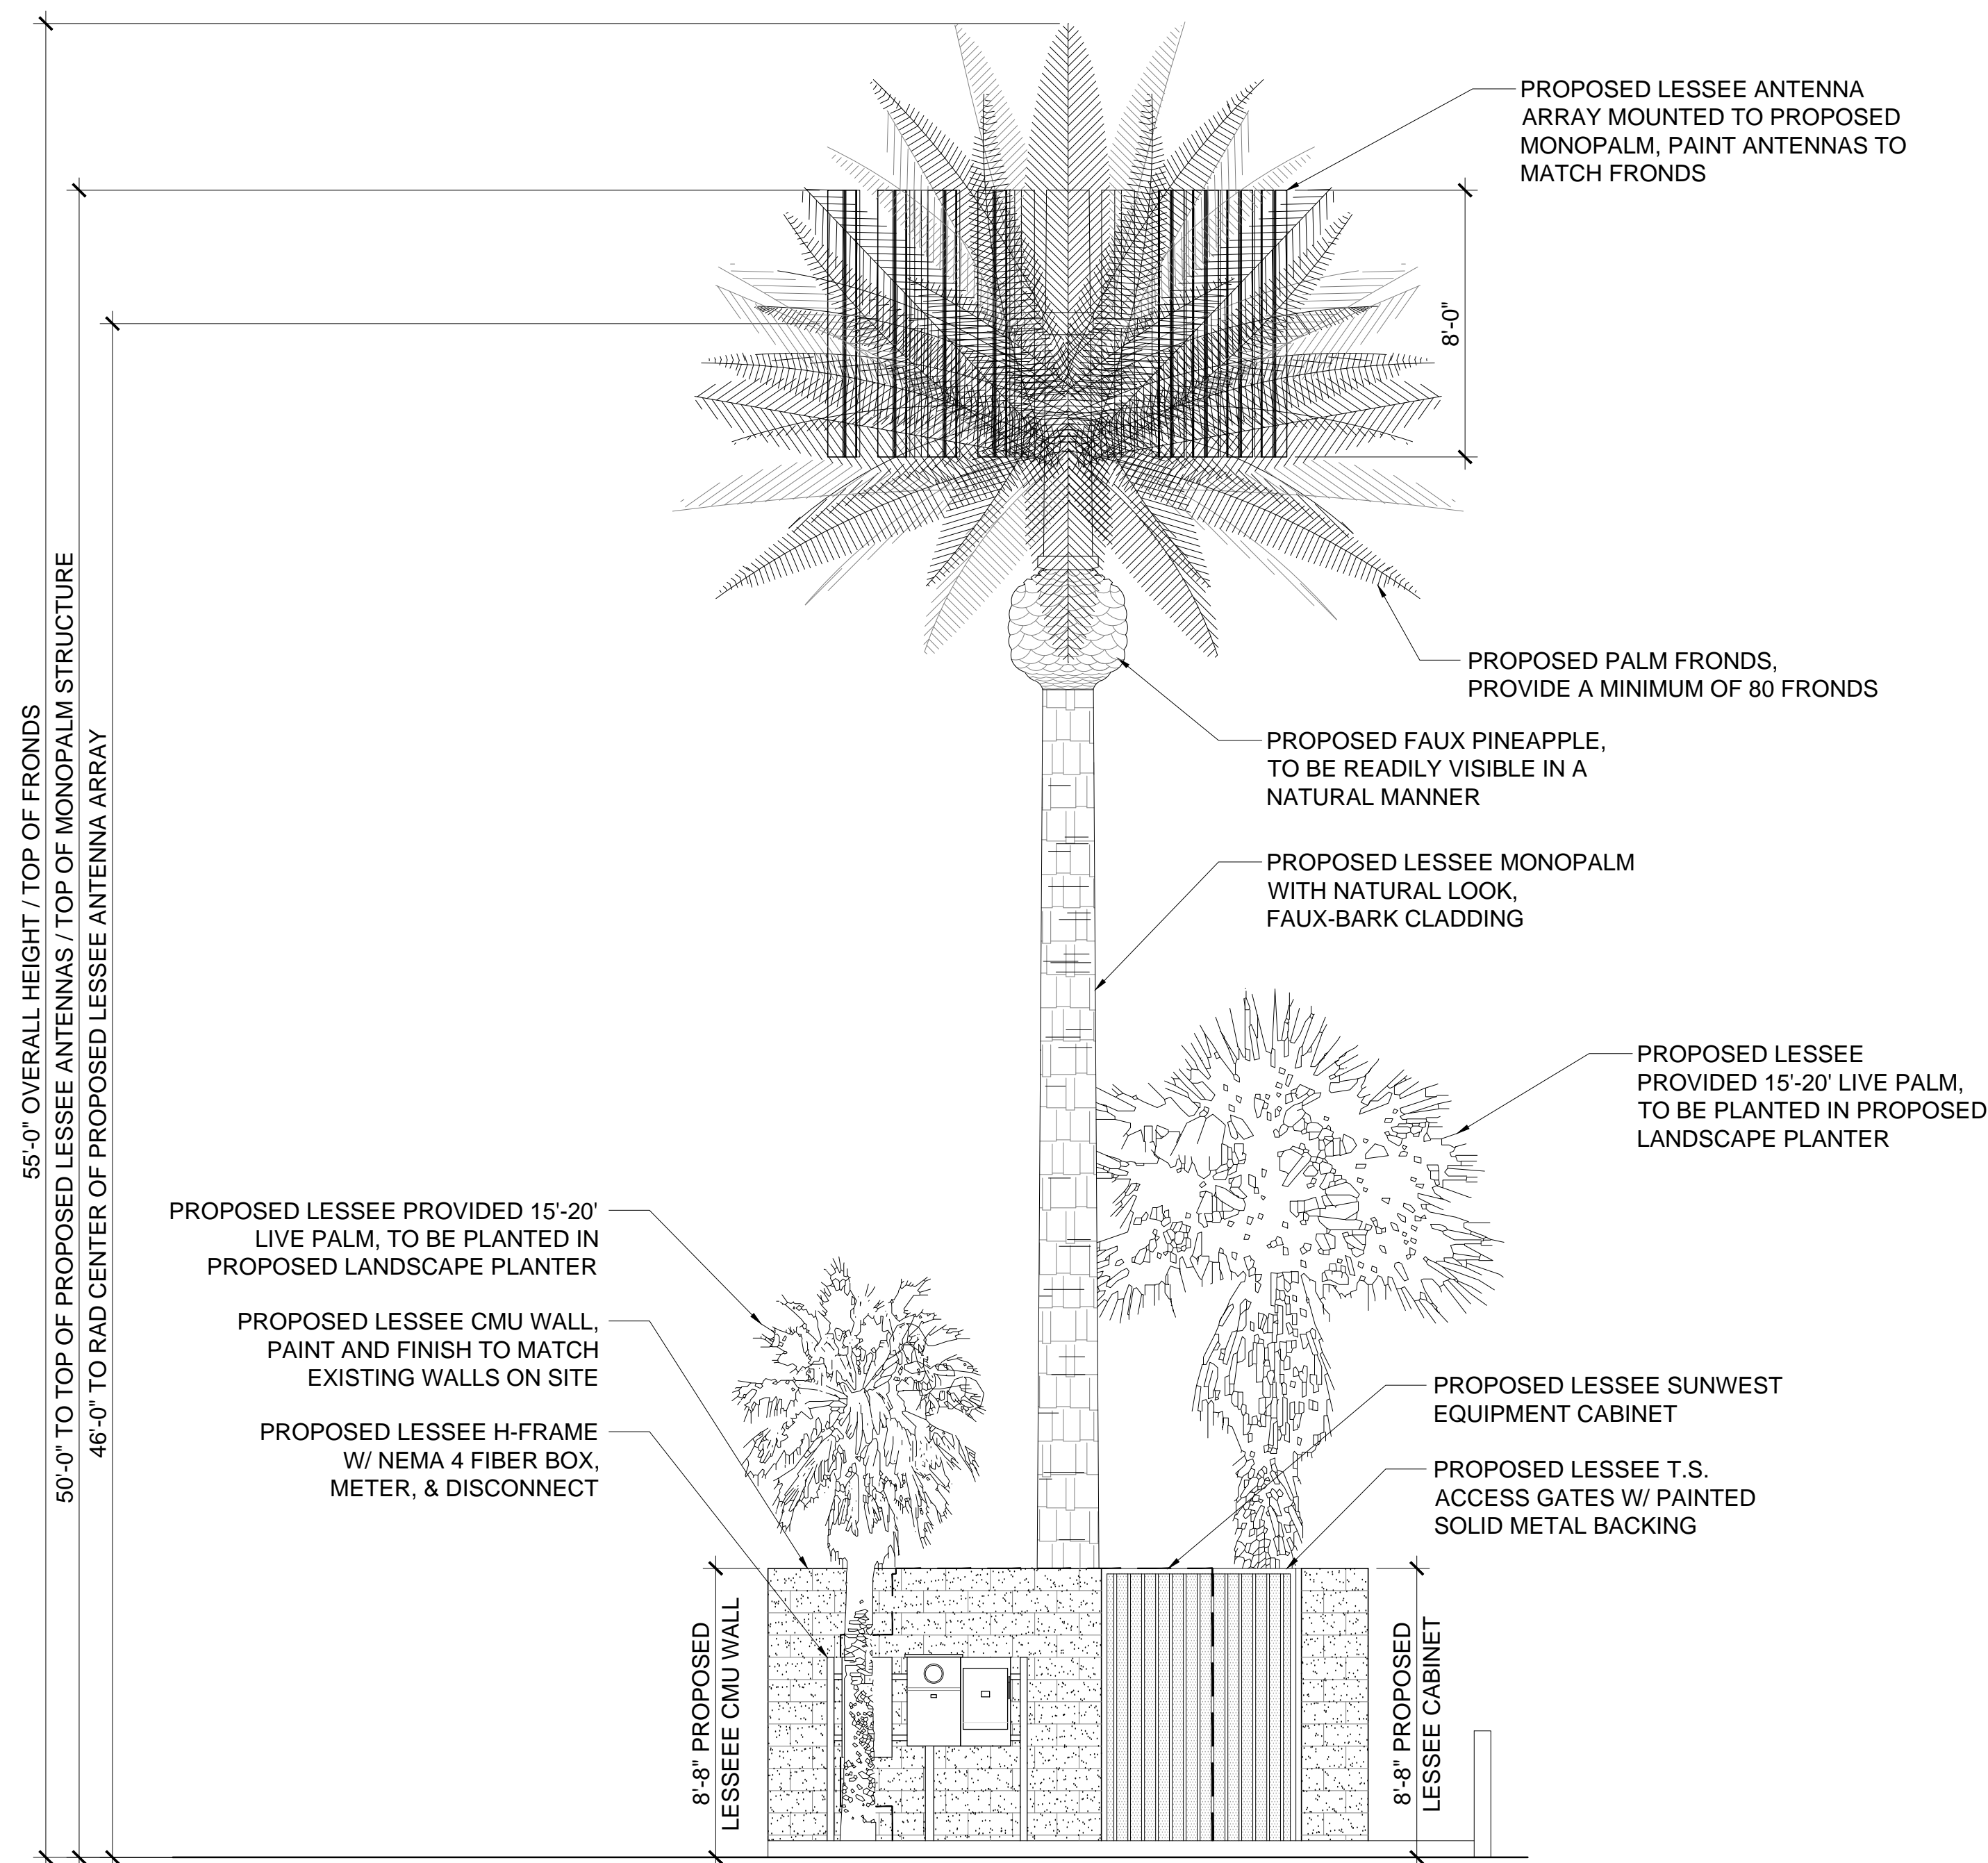 PROPOSED LESSEE ANTENNA
ARRAY MOUNTED TO PROPOSED
MONOPALM, PAINT ANTENNAS TO
MATCH FRONDS
8'-0"
PROPOSED PALM FRONDS,
PROVIDE A MINIMUM OF 80 FRONDS
PROPOSED FAUX PINEAPPLE,
TO BE READILY VISIBLE IN A
NATURAL MANNER
PROPOSED LESSEE MONOPALM
WITH NATURAL LOOK,
FAUX-BARK CLADDING
PROPOSED LESSEE
PROVIDED 15'-20' LIVE PALM,
TO BE PLANTED IN PROPOSED
LANDSCAPE PLANTER
55'-0" OVERALL HEIGHT / TOP OF FRONDS
50'-0" TO TOP OF PROPOSED LESSEE ANTENNAS / TOP OF MONOPALM STRUCTURE
46'-0" TO RAD CENTER OF PROPOSED LESSEE ANTENNA ARRAY
PROPOSED LESSEE PROVIDED 15'-20'
LIVE PALM, TO BE PLANTED IN
PROPOSED LANDSCAPE PLANTER
PROPOSED LESSEE CMU WALL,
PAINT AND FINISH TO MATCH
EXISTING WALLS ON SITE
PROPOSED LESSEE H-FRAME
W/ NEMA 4 FIBER BOX,
METER, & DISCONNECT
PROPOSED LESSEE SUNWEST
EQUIPMENT CABINET
PROPOSED LESSEE T.S.
ACCESS GATES W/ PAINTED
SOLID METAL BACKING
8'-8" PROPOSED
LESSEEE CMU WALL
8'-8" PROPOSED
LESSEE CABINET